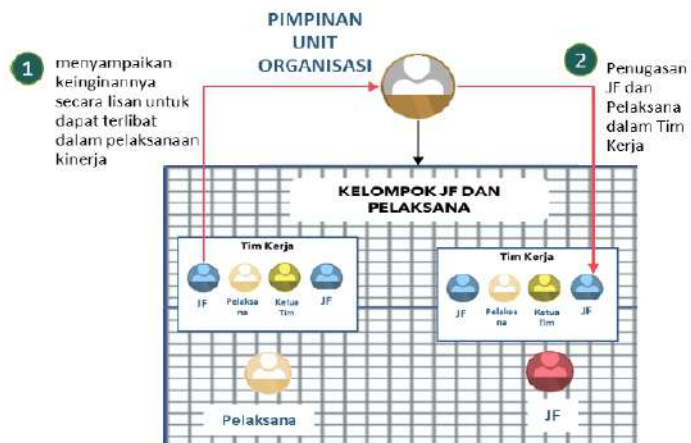 PIMPINAN
UNIT
ORGANISASI
1
menyampaikan
keinginannya
secara lisan untuk
dapat terlibat
dalam pelaksanaan
kinerja
2
Penugasan
JF dan
Pelaksana
dalam Tim
Kerja
KELOMPOK JF DAN
PELAKSANA
Tim Kerja
JF
Pelaksa
na
Ketua
Tim
JF
Tim Kerja
JF
Pelaksa
na
Ketua
Tim
JF
Pelaksana
JF